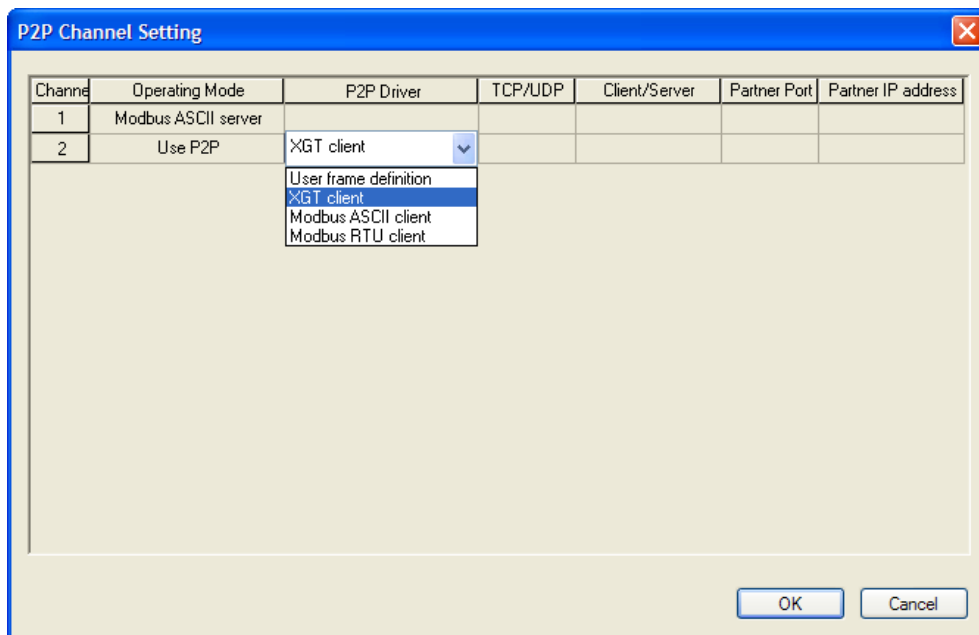 P2P Channel Setting
Channe Operating Mode P2P Driver TCP/UDP Client/Server Partner Port Partner IP address
1 Modbus ASCII server
2 Use P2P XGT client
User frame definition
XGT client
Modbus ASCII client
Modbus RTU client
OK Cancel